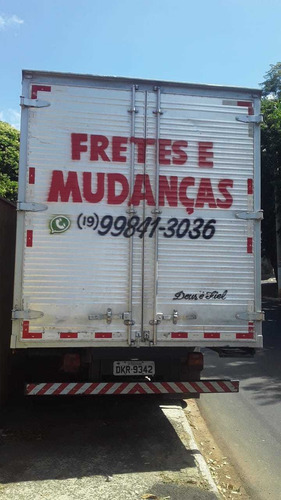 FRETES E
MUDANÇAS
(19)99841-3036
Deus é Fiel
DKR-9342